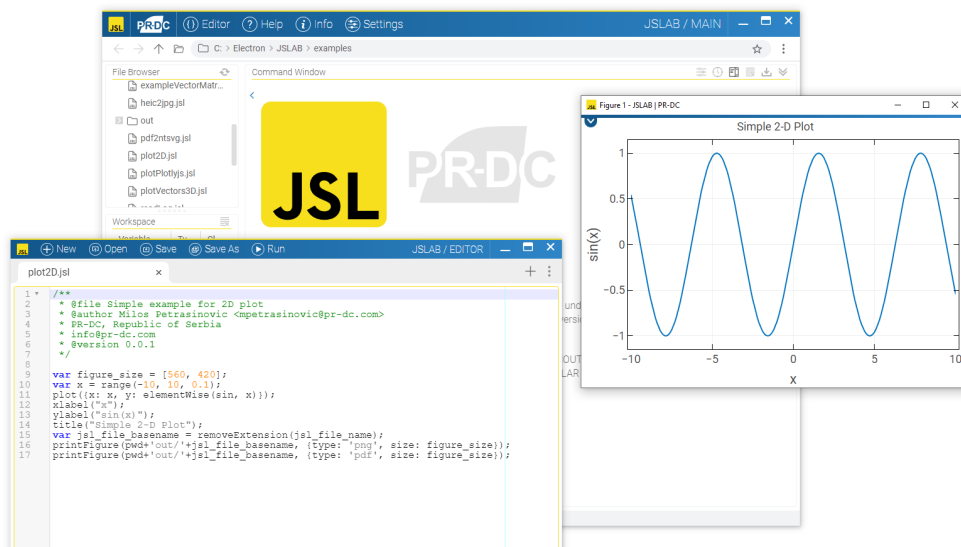 JSL PR-DC Editor Help Info Settings JSLAB / MAIN
C: > Electron > JSLAB > examples
File Browser
Command Window
exampleVectorMatr...
heic2jpg.jsl
out
pdf2ntsvg.jsl
plot2D.jsl
plotPlotlyjs.jsl
plotVectors3D.jsl
Workspace
JSL
PR-DC
JSL Figure 1 - JSLAB | PR-DC
Simple 2-D Plot
1
0.5
0
−0.5
−1
sin(x)
−10 −5 0 5 10
x
JSL New Open Save Save As Run JSLAB / EDITOR
plot2D.jsl
1 /**
2 * @file Simple example for 2D plot
3 * @author Milos Petrasinovic <mpetrasinovic@pr-dc.com>
4 * PR-DC, Republic of Serbia
5 * info@pr-dc.com
6 * @version 0.0.1
7 */
8
9 var figure_size = [560, 420];
10 var x = range(-10, 10, 0.1);
11 plot({x: x, y: elementWise(sin, x)});
12 xlabel("x");
13 ylabel("sin(x)");
14 title("Simple 2-D Plot");
15 var jsl_file_basename = removeExtension(jsl_file_name);
16 printFigure(pwd+'out/'+jsl_file_basename, {type: 'png', size: figure_size});
17 printFigure(pwd+'out/'+jsl_file_basename, {type: 'pdf', size: figure_size});